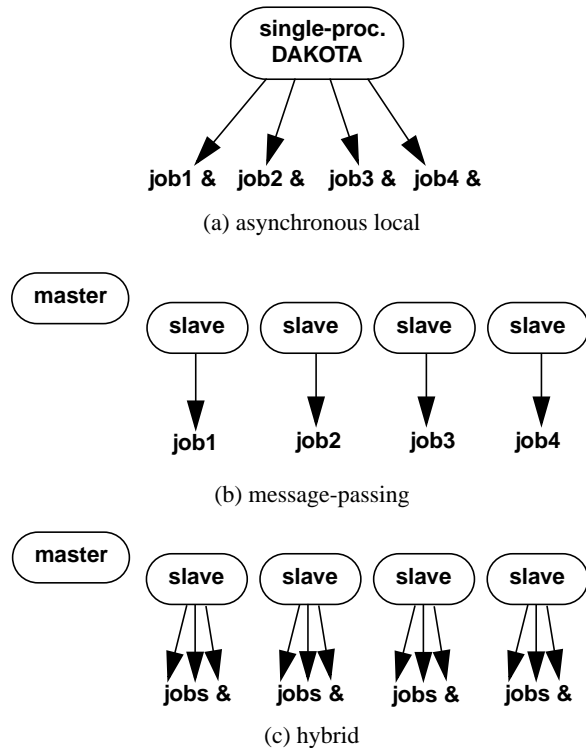 single-proc.
DAKOTA
job1 & job2 & job3 & job4 &
(a) asynchronous local
master
slave slave slave slave
job1 job2 job3 job4
(b) message-passing
master
slave slave slave slave
jobs & jobs & jobs & jobs &
(c) hybrid